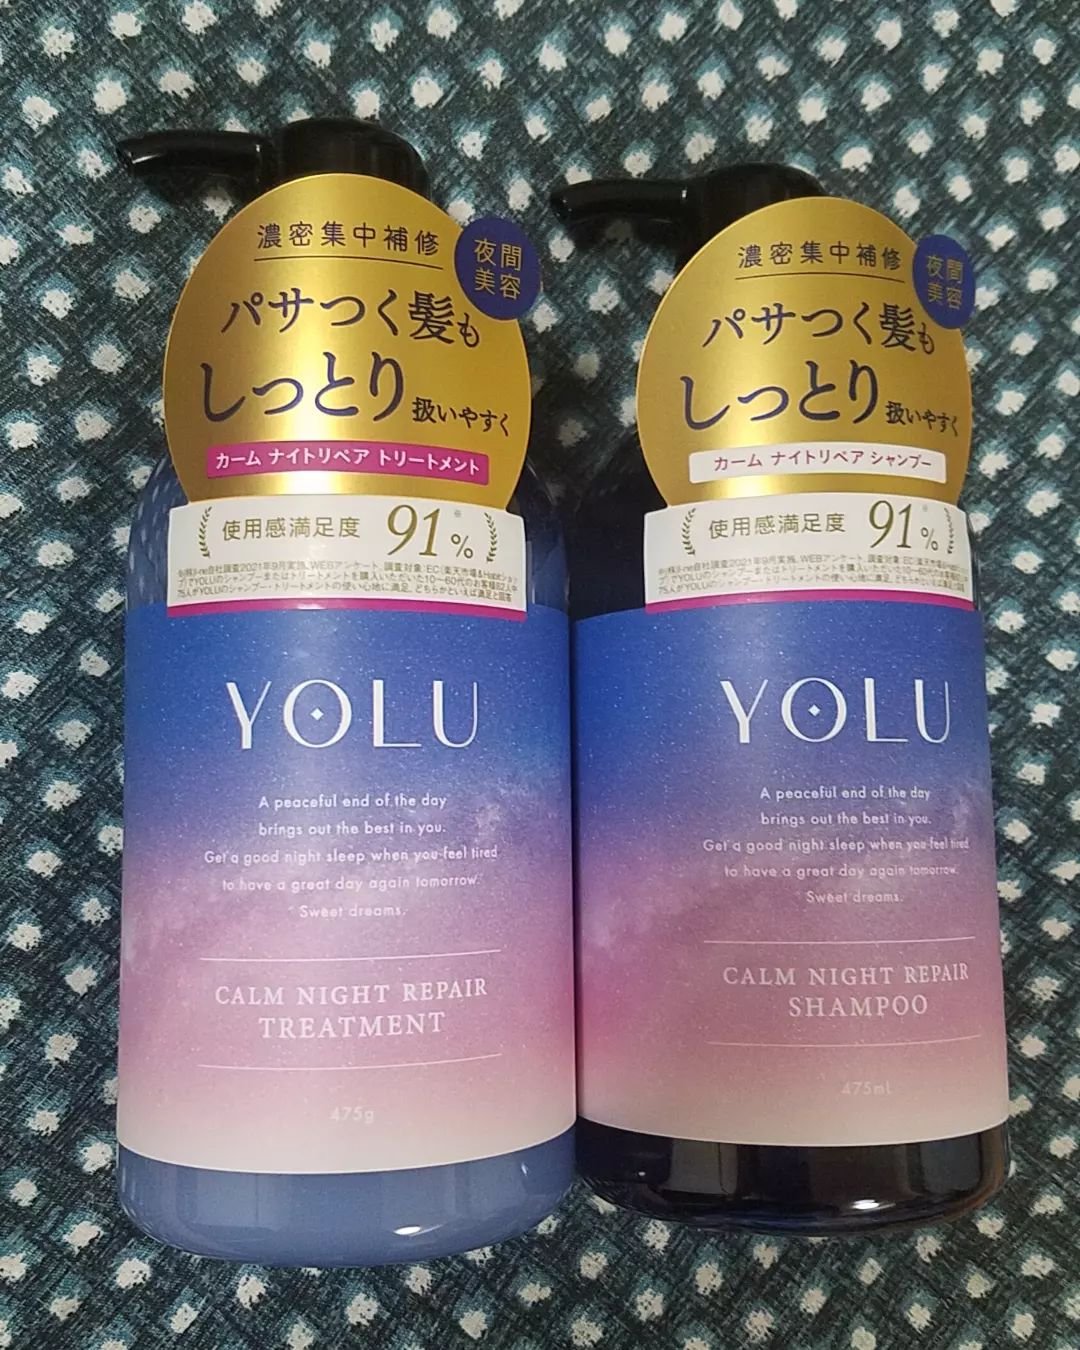 濃密集中補修
夜間
美容
パサつく髪も
しっとり扱いやすく
カーム ナイトリペア トリートメント
使用感満足度 91%※
YOLU
A peaceful end of the day
brings out the best in you.
Get a good night sleep when you feel tired
to have a great day again tomorrow.
Sweet dreams.
CALM NIGHT REPAIR
TREATMENT
475g
濃密集中補修
夜間
美容
パサつく髪も
しっとり扱いやすく
カーム ナイトリペア シャンプー
使用感満足度 91%※
YOLU
A peaceful end of the day
brings out the best in you.
Get a good night sleep when you feel tired
to have a great day again tomorrow.
Sweet dreams.
CALM NIGHT REPAIR
SHAMPOO
475ml